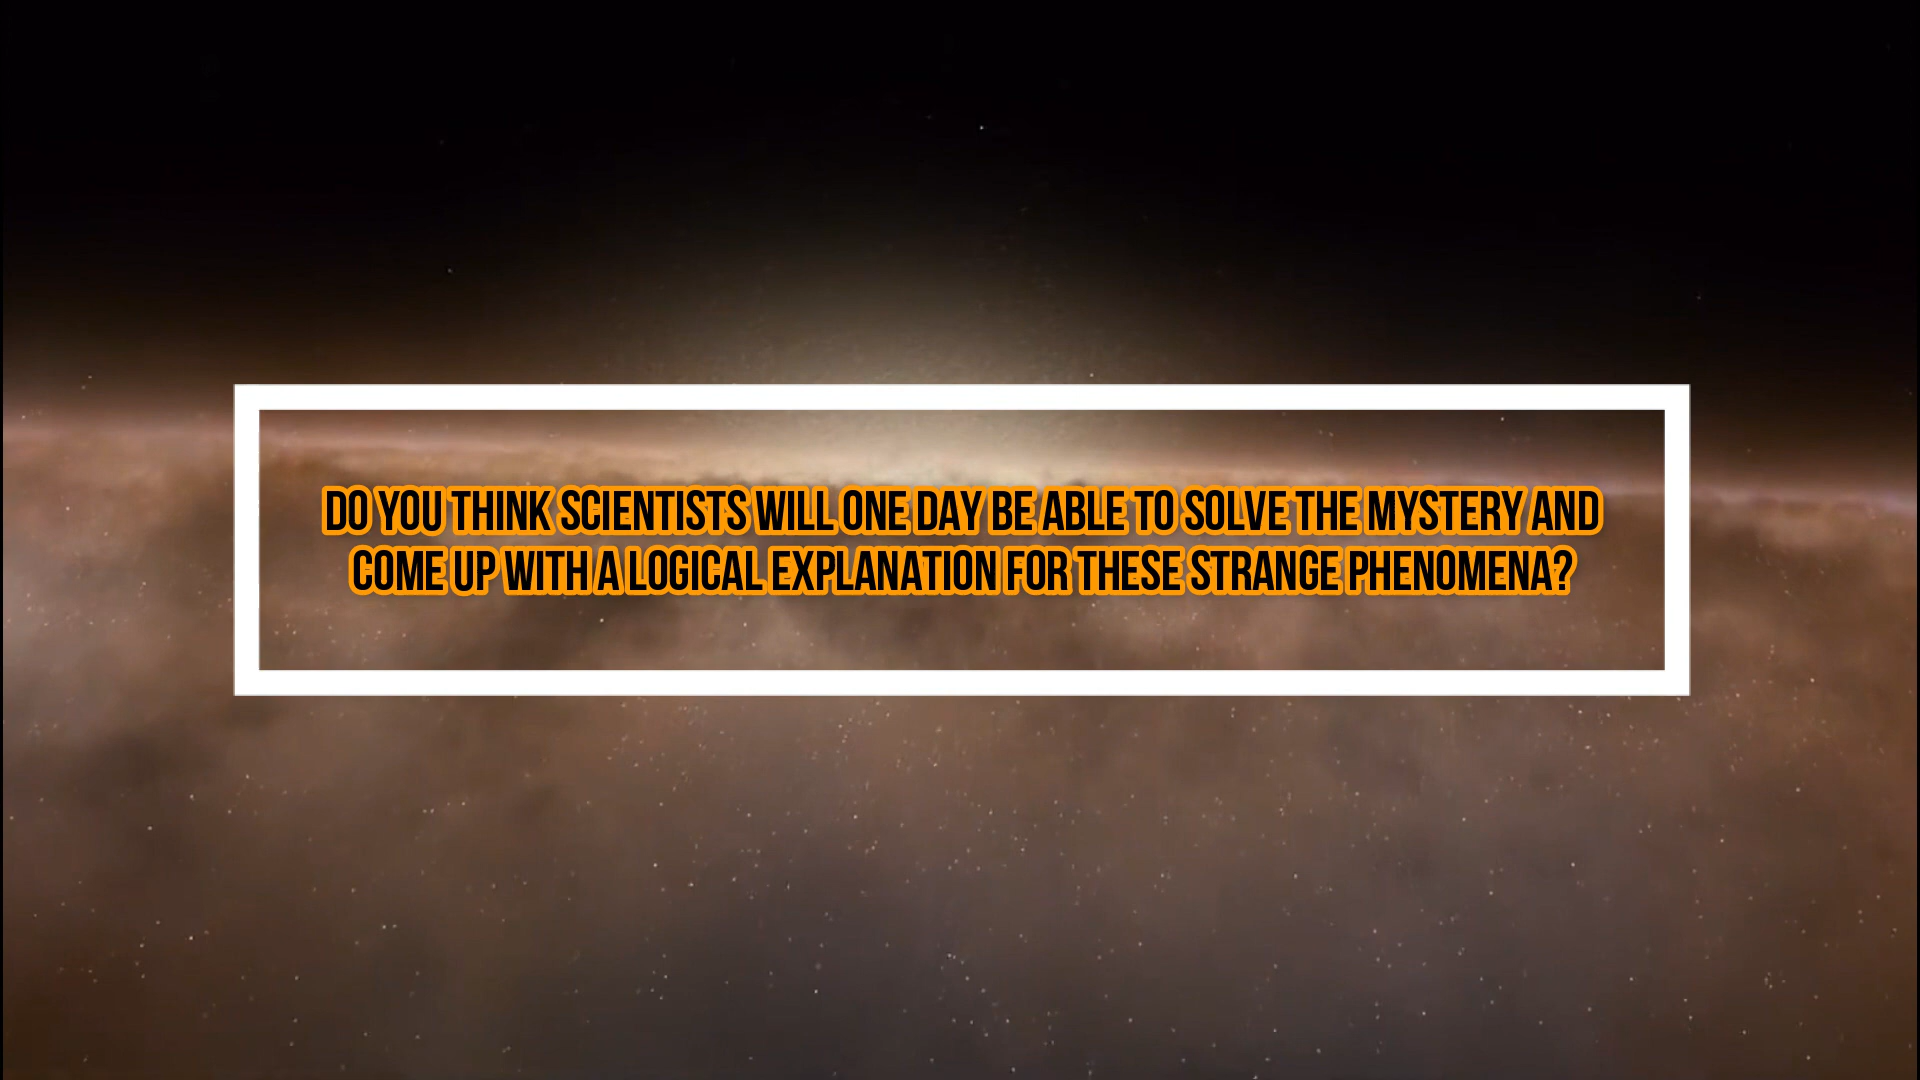 DO YOU THINK SCIENTISTS WILL ONE DAY BE ABLE TO SOLVE THE MYSTERY AND
COME UP WITH A LOGICAL EXPLANATION FOR THESE STRANGE PHENOMENA?